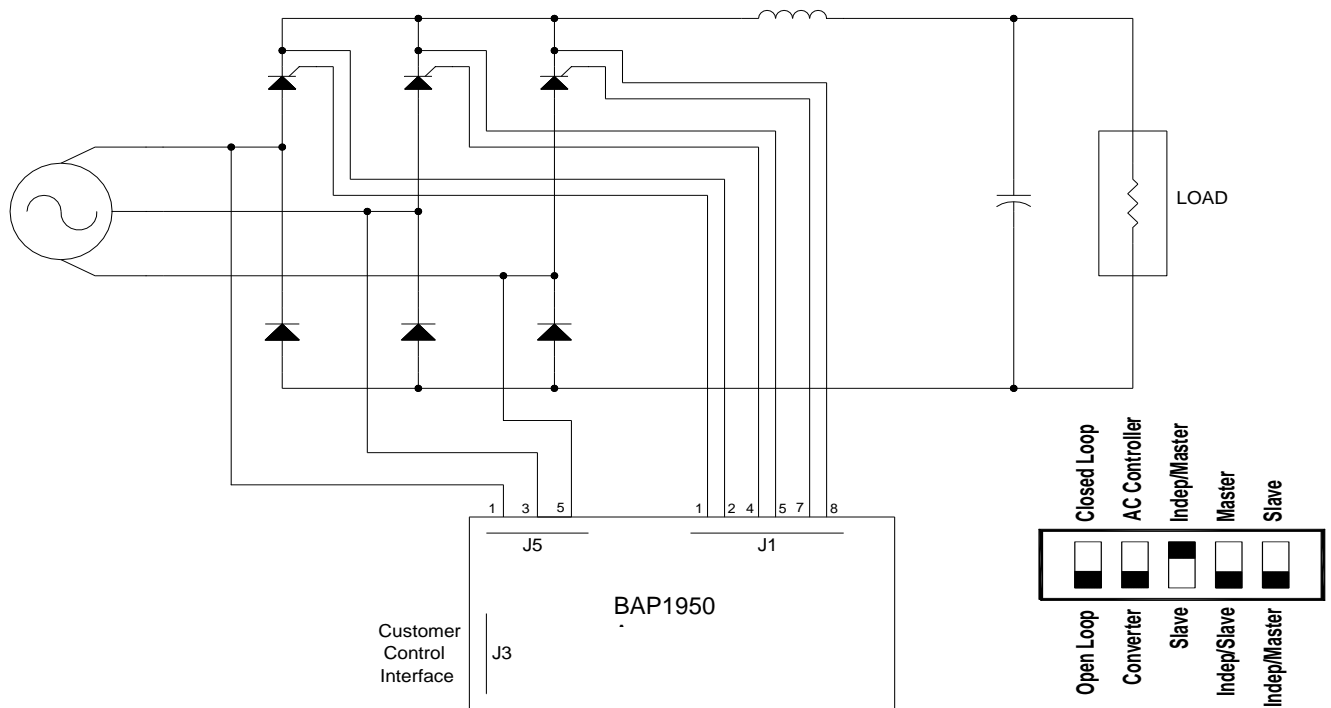 LOAD
1 3 5
J5
1 2 4 5 7 8
J1
BAP1950
Customer
Control
Interface
J3
Closed Loop
AC Controller
Indep/Master
Master
Slave
Open Loop
Converter
Slave
Indep/Slave
Indep/Master